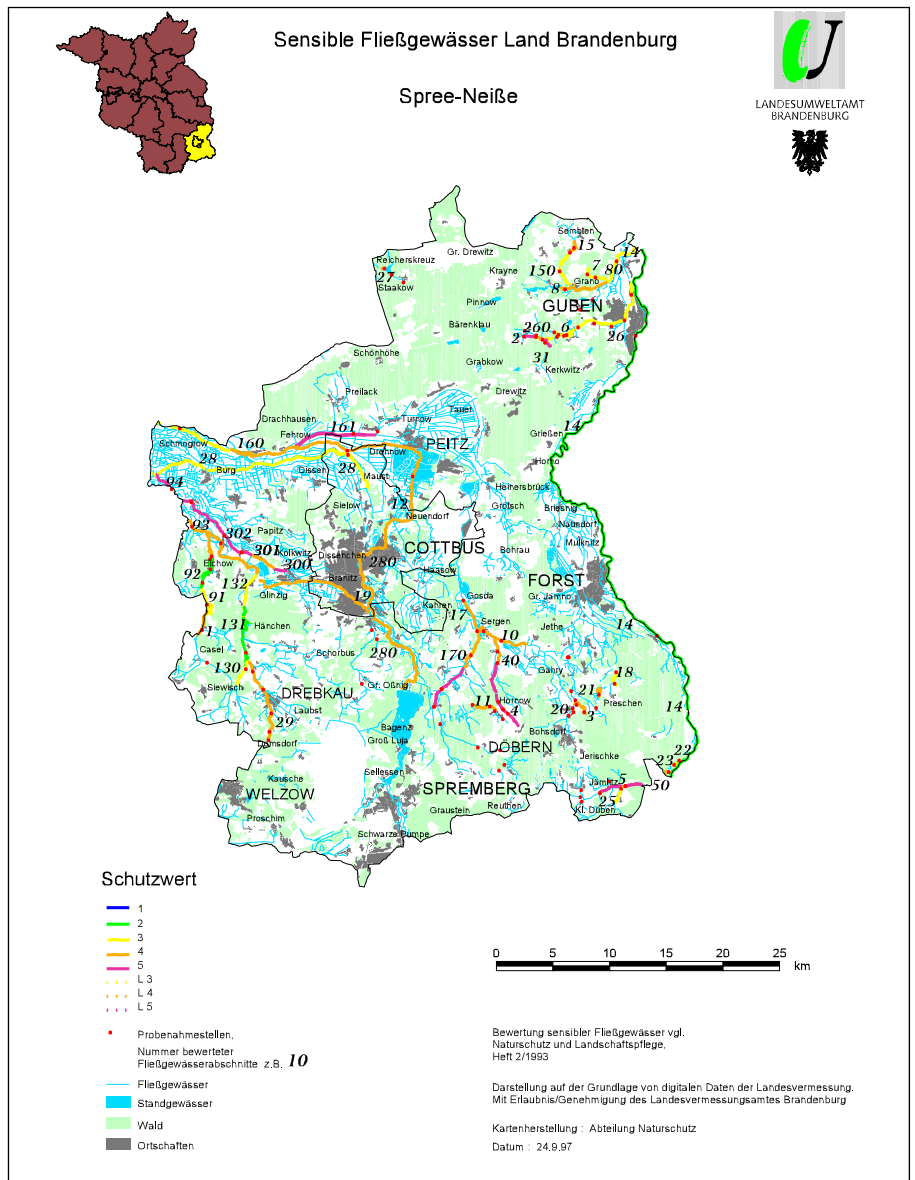 Sensible Fließgewässer Land Brandenburg
Spree-Neiße
LANDESUMWELTAMT
BRANDENBURG
Sembten
15
14
Gr. Drewitz
Reicherskreuz
27
Staakow
Krayne
150
7
80
Grano
8
Pinnow
GUBEN
Bärenklau
260
6
2
26
31
Kerkwitz
Schönhöhe
Grabkow
Preilack
Drewitz
Tauer
Drachhausen
Turnow
161
Fehrow
14
Grießen
Schmogrow
160
Drehnow
PEITZ
28
Burg
Dissen
28
Maust
Horno
94
Heinersbrück
12
Sielow
Grötsch
Briesnig
Neuendorf
Naundorf
93
302
Papitz
COTTBUS
Mulknitz
301
Kolkwitz
Dissenchen
Bohrau
Eichow
300
280
92
132
Branitz
Haasow
FORST
Glinzig
19
Gosda
Gr. Jamno
91
Kahren
17
1
131
Hänchen
Sergen
Jethe
14
10
Casel
Schorbus
280
170
40
130
Gahry
18
Siewisch
Gr. Oßnig
DREBKAU
21
11
Hornow
Preschen
Laubst
4
20
3
14
29
Bagenz
Bohsdorf
Domsdorf
Groß Luja
DÖBERN
22
Jerischke
23
Sellessen
Kausche
Jämlitz
5
50
WELZOW
SPREMBERG
25
Reuthen
Kl. Düben
Graustein
Proschim
Schwarze Pumpe
Schutzwert
1
2
3
4
5
L 3
L 4
L 5
Probenahmestellen,
Nummer bewerteter
Fließgewässerabschnitte z.B. 10
Fließgewässer
Standgewässer
Wald
Ortschaften
0 5 10 15 20 25
km
Bewertung sensibler Fließgewässer vgl.
Naturschutz und Landschaftspflege,
Heft 2/1993
Darstellung auf der Grundlage von digitalen Daten der Landesvermessung.
Mit Erlaubnis/Genehmigung des Landesvermessungsamtes Brandenburg
Kartenherstellung : Abteilung Naturschutz
Datum : 24.9.97